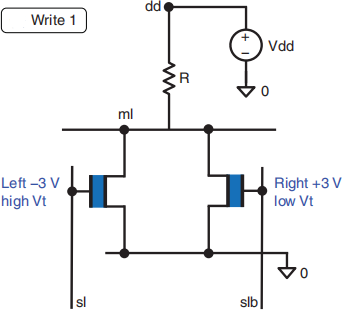 Write 1
dd
+
−
Vdd
R
0
ml
Left −3 V
high Vt
Right +3 V
low Vt
0
sl
slb